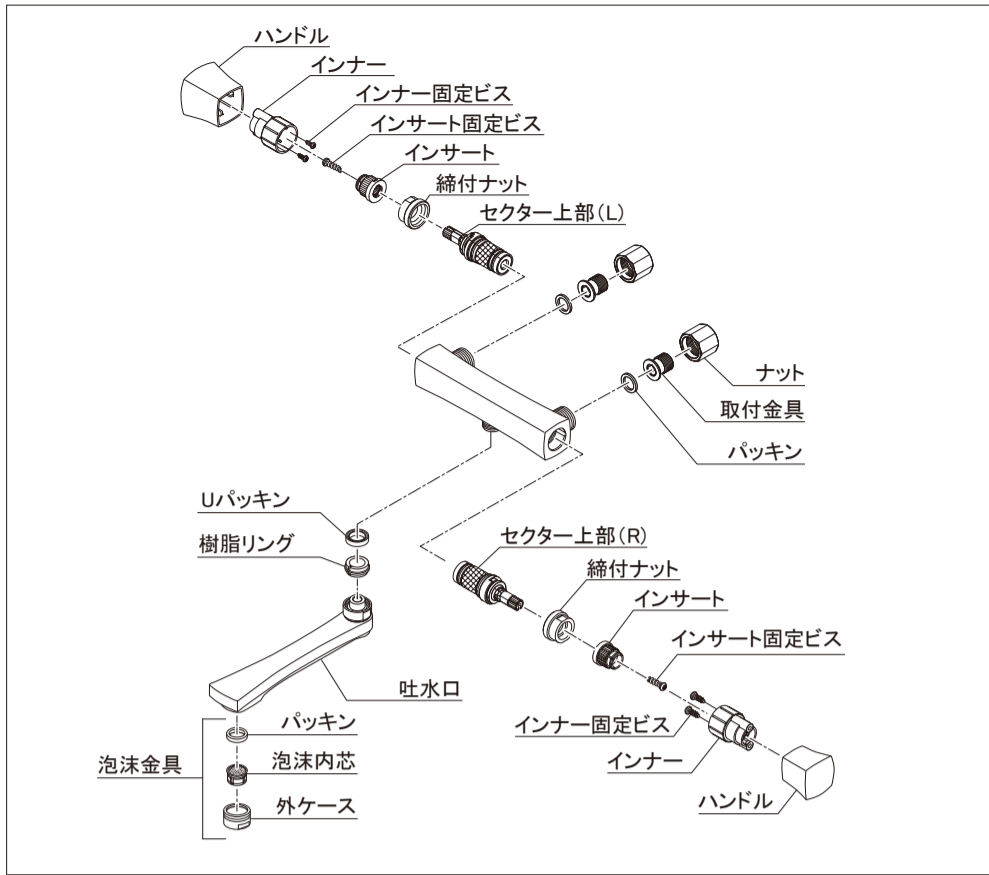 ハンドル
インナー
インナー固定ビス
インサート固定ビス
インサート
締付ナット
セクター上部(L)
ナット
取付金具
パッキン
Uパッキン
樹脂リング
吐水口
泡沫金具
パッキン
泡沫内芯
外ケース
セクター上部(R)
締付ナット
インサート
インサート固定ビス
インナー固定ビス
インナー
ハンドル